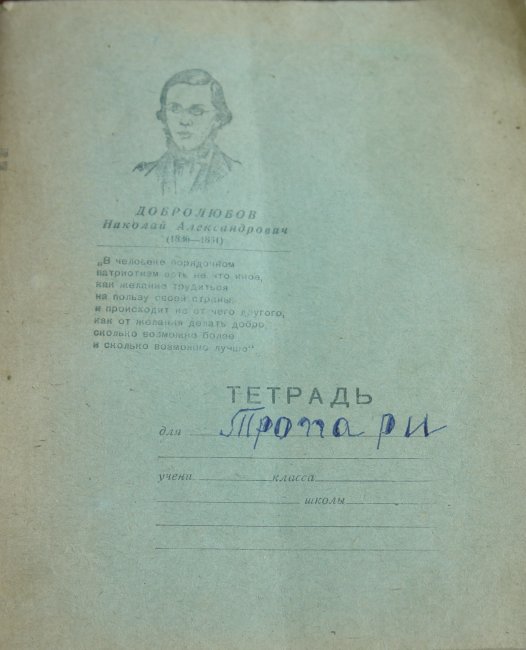 ДОБРОЛЮБОВ
Николай Александрович
(1836—1861)
„В человеке порядочном
патриотизм есть не что иное,
как желание трудиться
на пользу своей страны,
и происходит не от чего другого,
как от желания делать добро,
сколько возможно более
и сколько возможно лучше“
ТЕТРАДЬ
для Тропари
учени класса
школы